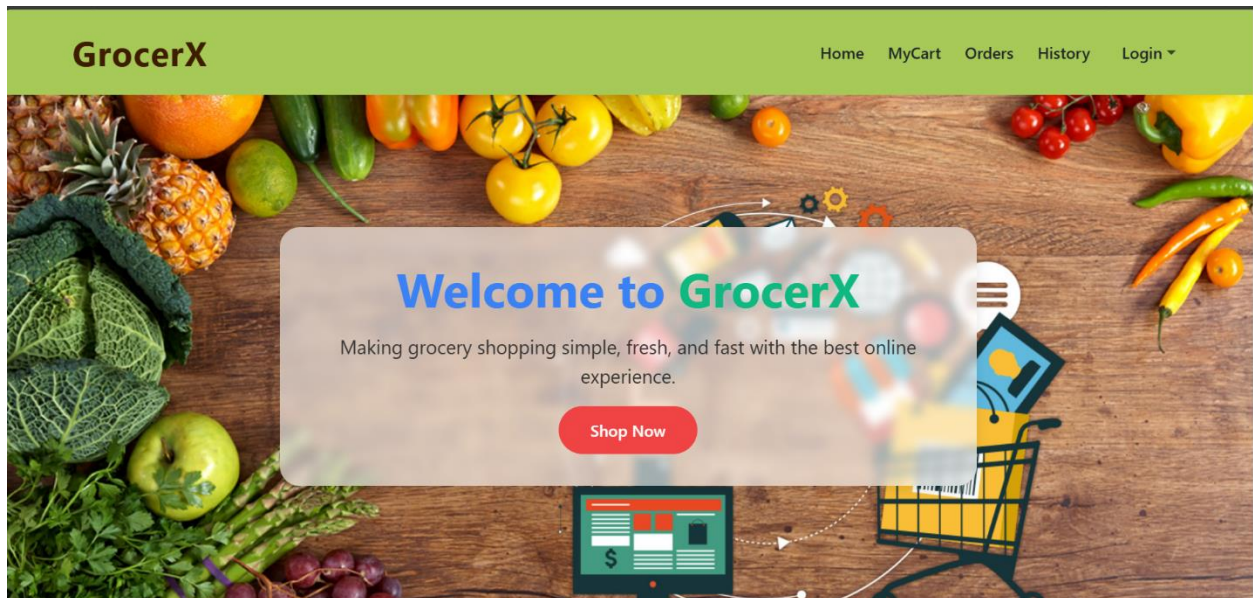 GrocerX
Home MyCart Orders History Login
Welcome to GrocerX
Making grocery shopping simple, fresh, and fast with the best online
experience.
Shop Now
$